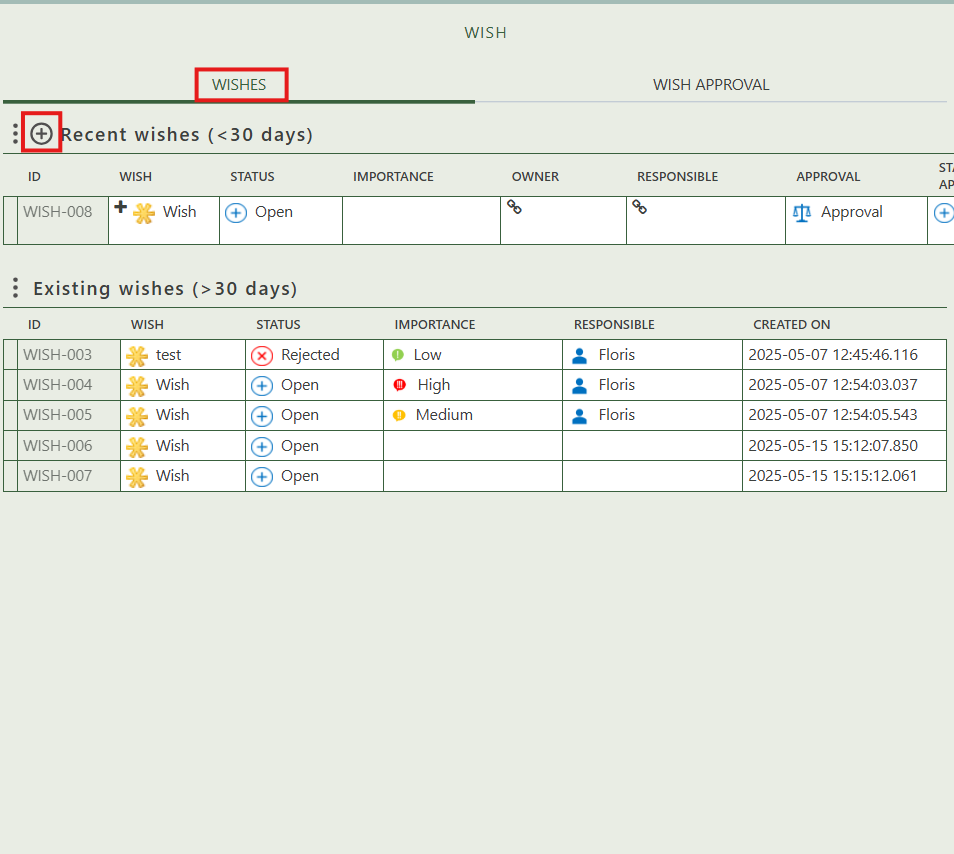 WISH
WISHES WISH APPROVAL
Recent wishes (<30 days)
ID WISH STATUS IMPORTANCE OWNER RESPONSIBLE APPROVAL
WISH-008 Wish Open Approval
Existing wishes (>30 days)
ID WISH STATUS IMPORTANCE RESPONSIBLE CREATED ON
WISH-003 test Rejected Low Floris 2025-05-07 12:45:46.116
WISH-004 Wish Open High Floris 2025-05-07 12:54:03.037
WISH-005 Wish Open Medium Floris 2025-05-07 12:54:05.543
WISH-006 Wish Open 2025-05-15 15:12:07.850
WISH-007 Wish Open 2025-05-15 15:15:12.061